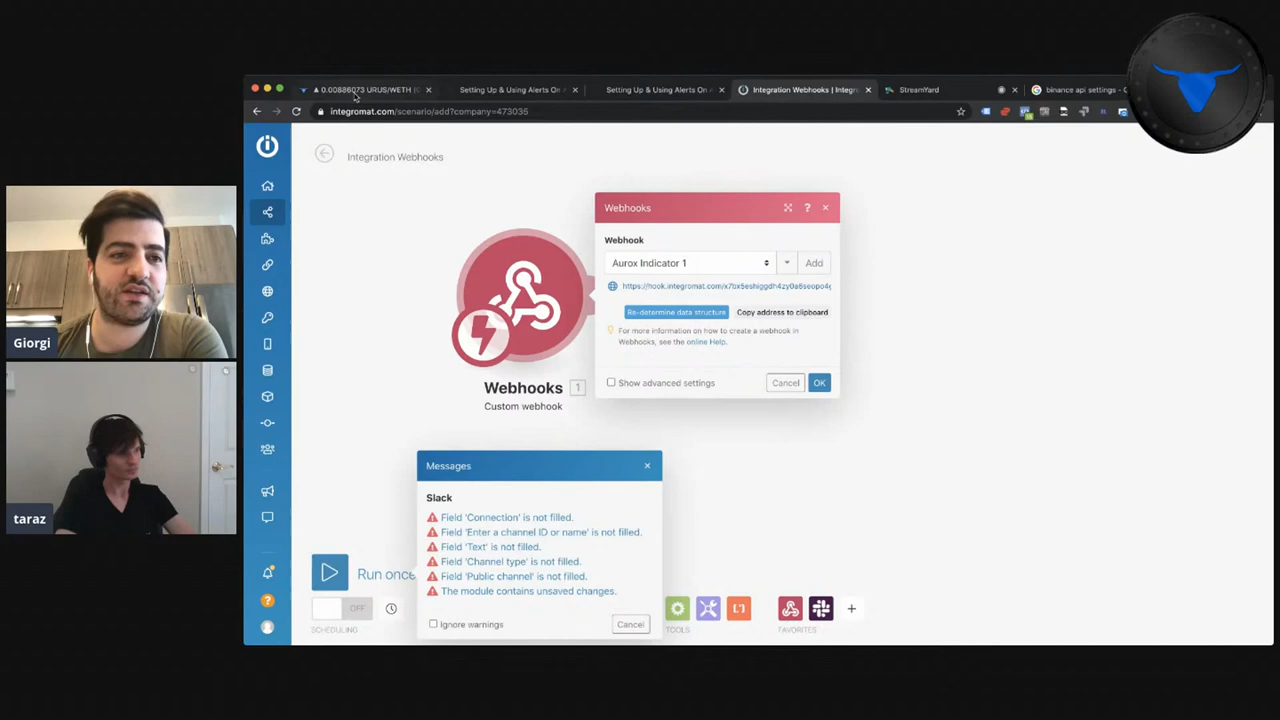 ▲ 0.00886073 URUS/WETH (
Setting Up & Using Alerts On
Setting Up & Using Alerts On
Integration Webhooks | Integr
StreamYard
binance api settings -
integromat.com/scenario/add?company=473035
Integration Webhooks
Webhooks
Webhook
Aurox Indicator 1
Add
Re-determine data structure
Copy address to clipboard
For more information on how to create a webhook in
Webhooks, see the online Help.
Show advanced settings
Cancel
OK
Webhooks
1
Custom webhook
Giorgi
taraz
Messages
Slack
Field 'Connection' is not filled.
Field 'Enter a channel ID or name' is not filled.
Field 'Text' is not filled.
Field 'Channel type' is not filled.
Field 'Public channel' is not filled.
The module contains unsaved changes.
Ignore warnings
Cancel
Run once
OFF
SCHEDULING
TOOLS
FAVORITES